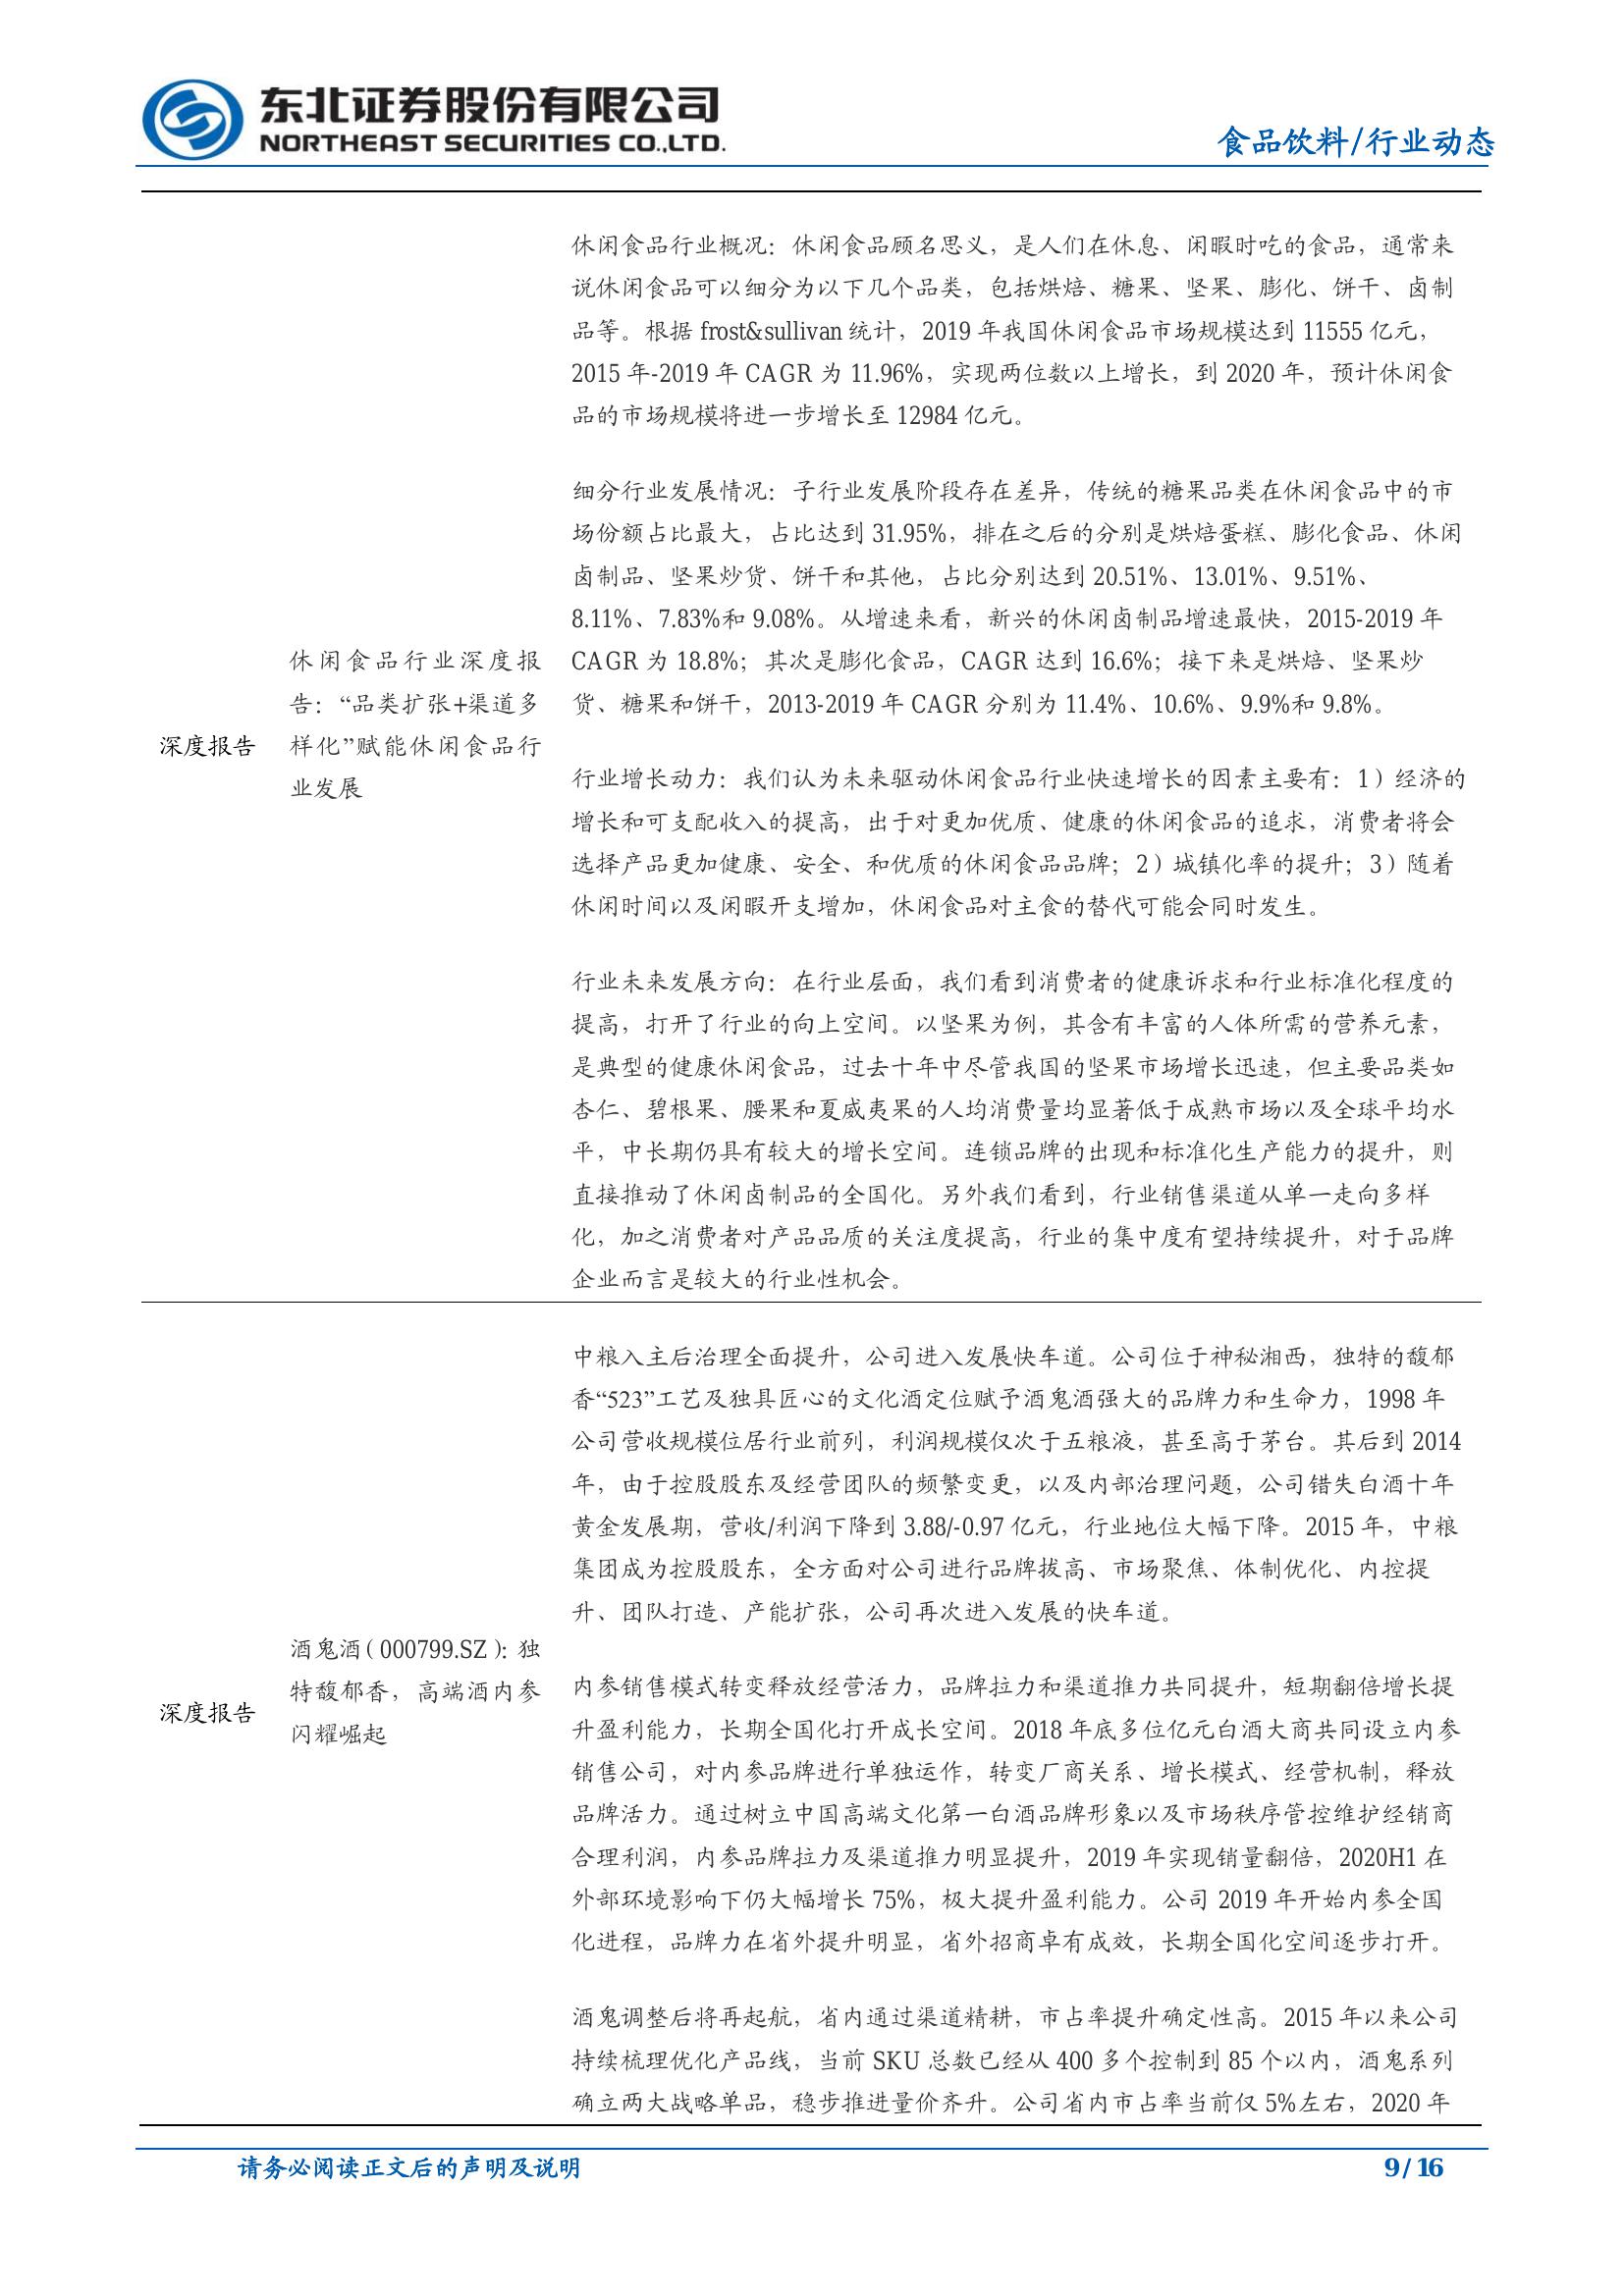 东北证券股份有限公司
NORTHEAST SECURITIES CO.,LTD.
食品饮料/行业动态
休闲食品行业概况：休闲食品顾名思义，是人们在休息、闲暇时吃的食品，通常来
说休闲食品可以细分为以下几个品类，包括烘焙、糖果、坚果、膨化、饼干、卤制
品等。根据 frost&sullivan 统计，2019 年我国休闲食品市场规模达到 11555 亿元，
2015 年-2019 年 CAGR 为 11.96%，实现两位数以上增长，到 2020 年，预计休闲食
品的市场规模将进一步增长至 12984 亿元。
细分行业发展情况：子行业发展阶段存在差异，传统的糖果品类在休闲食品中的市
场份额占比最大，占比达到 31.95%，排在之后的分别是烘焙蛋糕、膨化食品、休闲
卤制品、坚果炒货、饼干和其他，占比分别达到 20.51%、13.01%、9.51%、
8.11%、7.83%和 9.08%。从增速来看，新兴的休闲卤制品增速最快，2015-2019 年
CAGR 为 18.8%；其次是膨化食品，CAGR 达到 16.6%；接下来是烘焙、坚果炒
货、糖果和饼干，2013-2019 年 CAGR 分别为 11.4%、10.6%、9.9%和 9.8%。
深度报告
休闲食品行业深度报
告：“品类扩张+渠道多
样化”赋能休闲食品行
业发展
行业增长动力：我们认为未来驱动休闲食品行业快速增长的因素主要有：1）经济的
增长和可支配收入的提高，出于对更加优质、健康的休闲食品的追求，消费者将会
选择产品更加健康、安全、和优质的休闲食品品牌；2）城镇化率的提升；3）随着
休闲时间以及闲暇开支增加，休闲食品对主食的替代可能会同时发生。
行业未来发展方向：在行业层面，我们看到消费者的健康诉求和行业标准化程度的
提高，打开了行业的向上空间。以坚果为例，其含有丰富的人体所需的营养元素，
是典型的健康休闲食品，过去十年中尽管我国的坚果市场增长迅速，但主要品类如
杏仁、碧根果、腰果和夏威夷果的人均消费量均显著低于成熟市场以及全球平均水
平，中长期仍具有较大的增长空间。连锁品牌的出现和标准化生产能力的提升，则
直接推动了休闲卤制品的全国化。另外我们看到，行业销售渠道从单一走向多样
化，加之消费者对产品品质的关注度提高，行业的集中度有望持续提升，对于品牌
企业而言是较大的行业性机会。
中粮入主后治理全面提升，公司进入发展快车道。公司位于神秘湘西，独特的馥郁
香“523”工艺及独具匠心的文化酒定位赋予酒鬼酒强大的品牌力和生命力，1998 年
公司营收规模位居行业前列，利润规模仅次于五粮液，甚至高于茅台。其后到 2014
年，由于控股股东及经营团队的频繁变更，以及内部治理问题，公司错失白酒十年
黄金发展期，营收/利润下降到 3.88/-0.97 亿元，行业地位大幅下降。2015 年，中粮
集团成为控股股东，全方面对公司进行品牌拔高、市场聚焦、体制优化、内控提
升、团队打造、产能扩张，公司再次进入发展的快车道。
深度报告
酒鬼酒（000799.SZ）：独
特馥郁香，高端酒内参
闪耀崛起
内参销售模式转变释放经营活力，品牌拉力和渠道推力共同提升，短期翻倍增长提
升盈利能力，长期全国化打开成长空间。2018 年底多位亿元白酒大商共同设立内参
销售公司，对内参品牌进行单独运作，转变厂商关系、增长模式、经营机制，释放
品牌活力。通过树立中国高端文化第一白酒品牌形象以及市场秩序管控维护经销商
合理利润，内参品牌拉力及渠道推力明显提升，2019 年实现销量翻倍，2020H1 在
外部环境影响下仍大幅增长 75%，极大提升盈利能力。公司 2019 年开始内参全国
化进程，品牌力在省外提升明显，省外招商卓有成效，长期全国化空间逐步打开。
酒鬼调整后将再起航，省内通过渠道精耕，市占率提升确定性高。2015 年以来公司
持续梳理优化产品线，当前 SKU 总数已经从 400 多个控制到 85 个以内，酒鬼系列
确立两大战略单品，稳步推进量价齐升。公司省内市占率当前仅 5%左右，2020 年
请务必阅读正文后的声明及说明
9 / 16